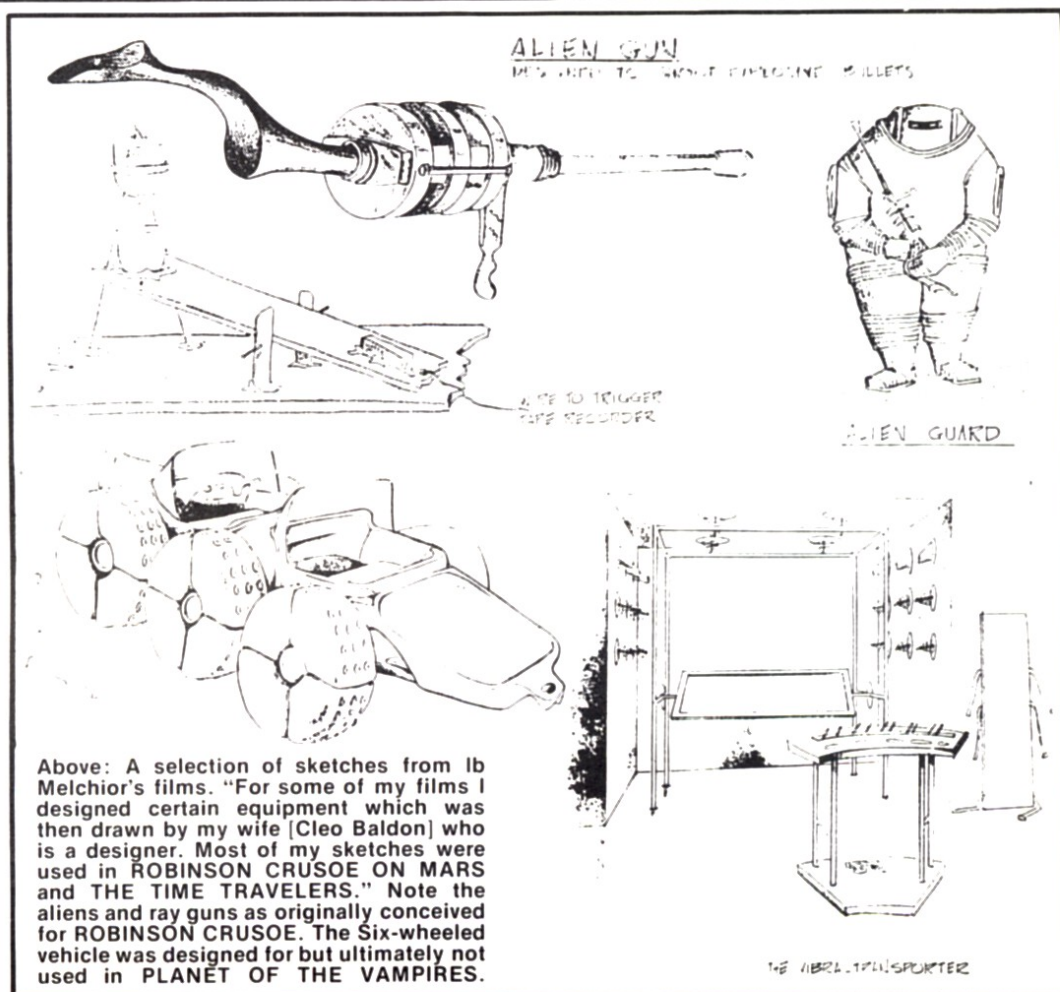 ALIEN GUN
DESIGNED TO SHOOT EXPLOSIVE BULLETS
WIRE TO TRIGGER
TAPE RECORDER
ALIEN GUARD
Above: A selection of sketches from Ib
Melchior's films. "For some of my films I
designed certain equipment which was
then drawn by my wife [Cleo Baldon] who
is a designer. Most of my sketches were
used in ROBINSON CRUSOE ON MARS
and THE TIME TRAVELERS." Note the
aliens and ray guns as originally conceived
for ROBINSON CRUSOE. The Six-wheeled
vehicle was designed for but ultimately not
used in PLANET OF THE VAMPIRES.
THE VIBRA-TRANSPORTER